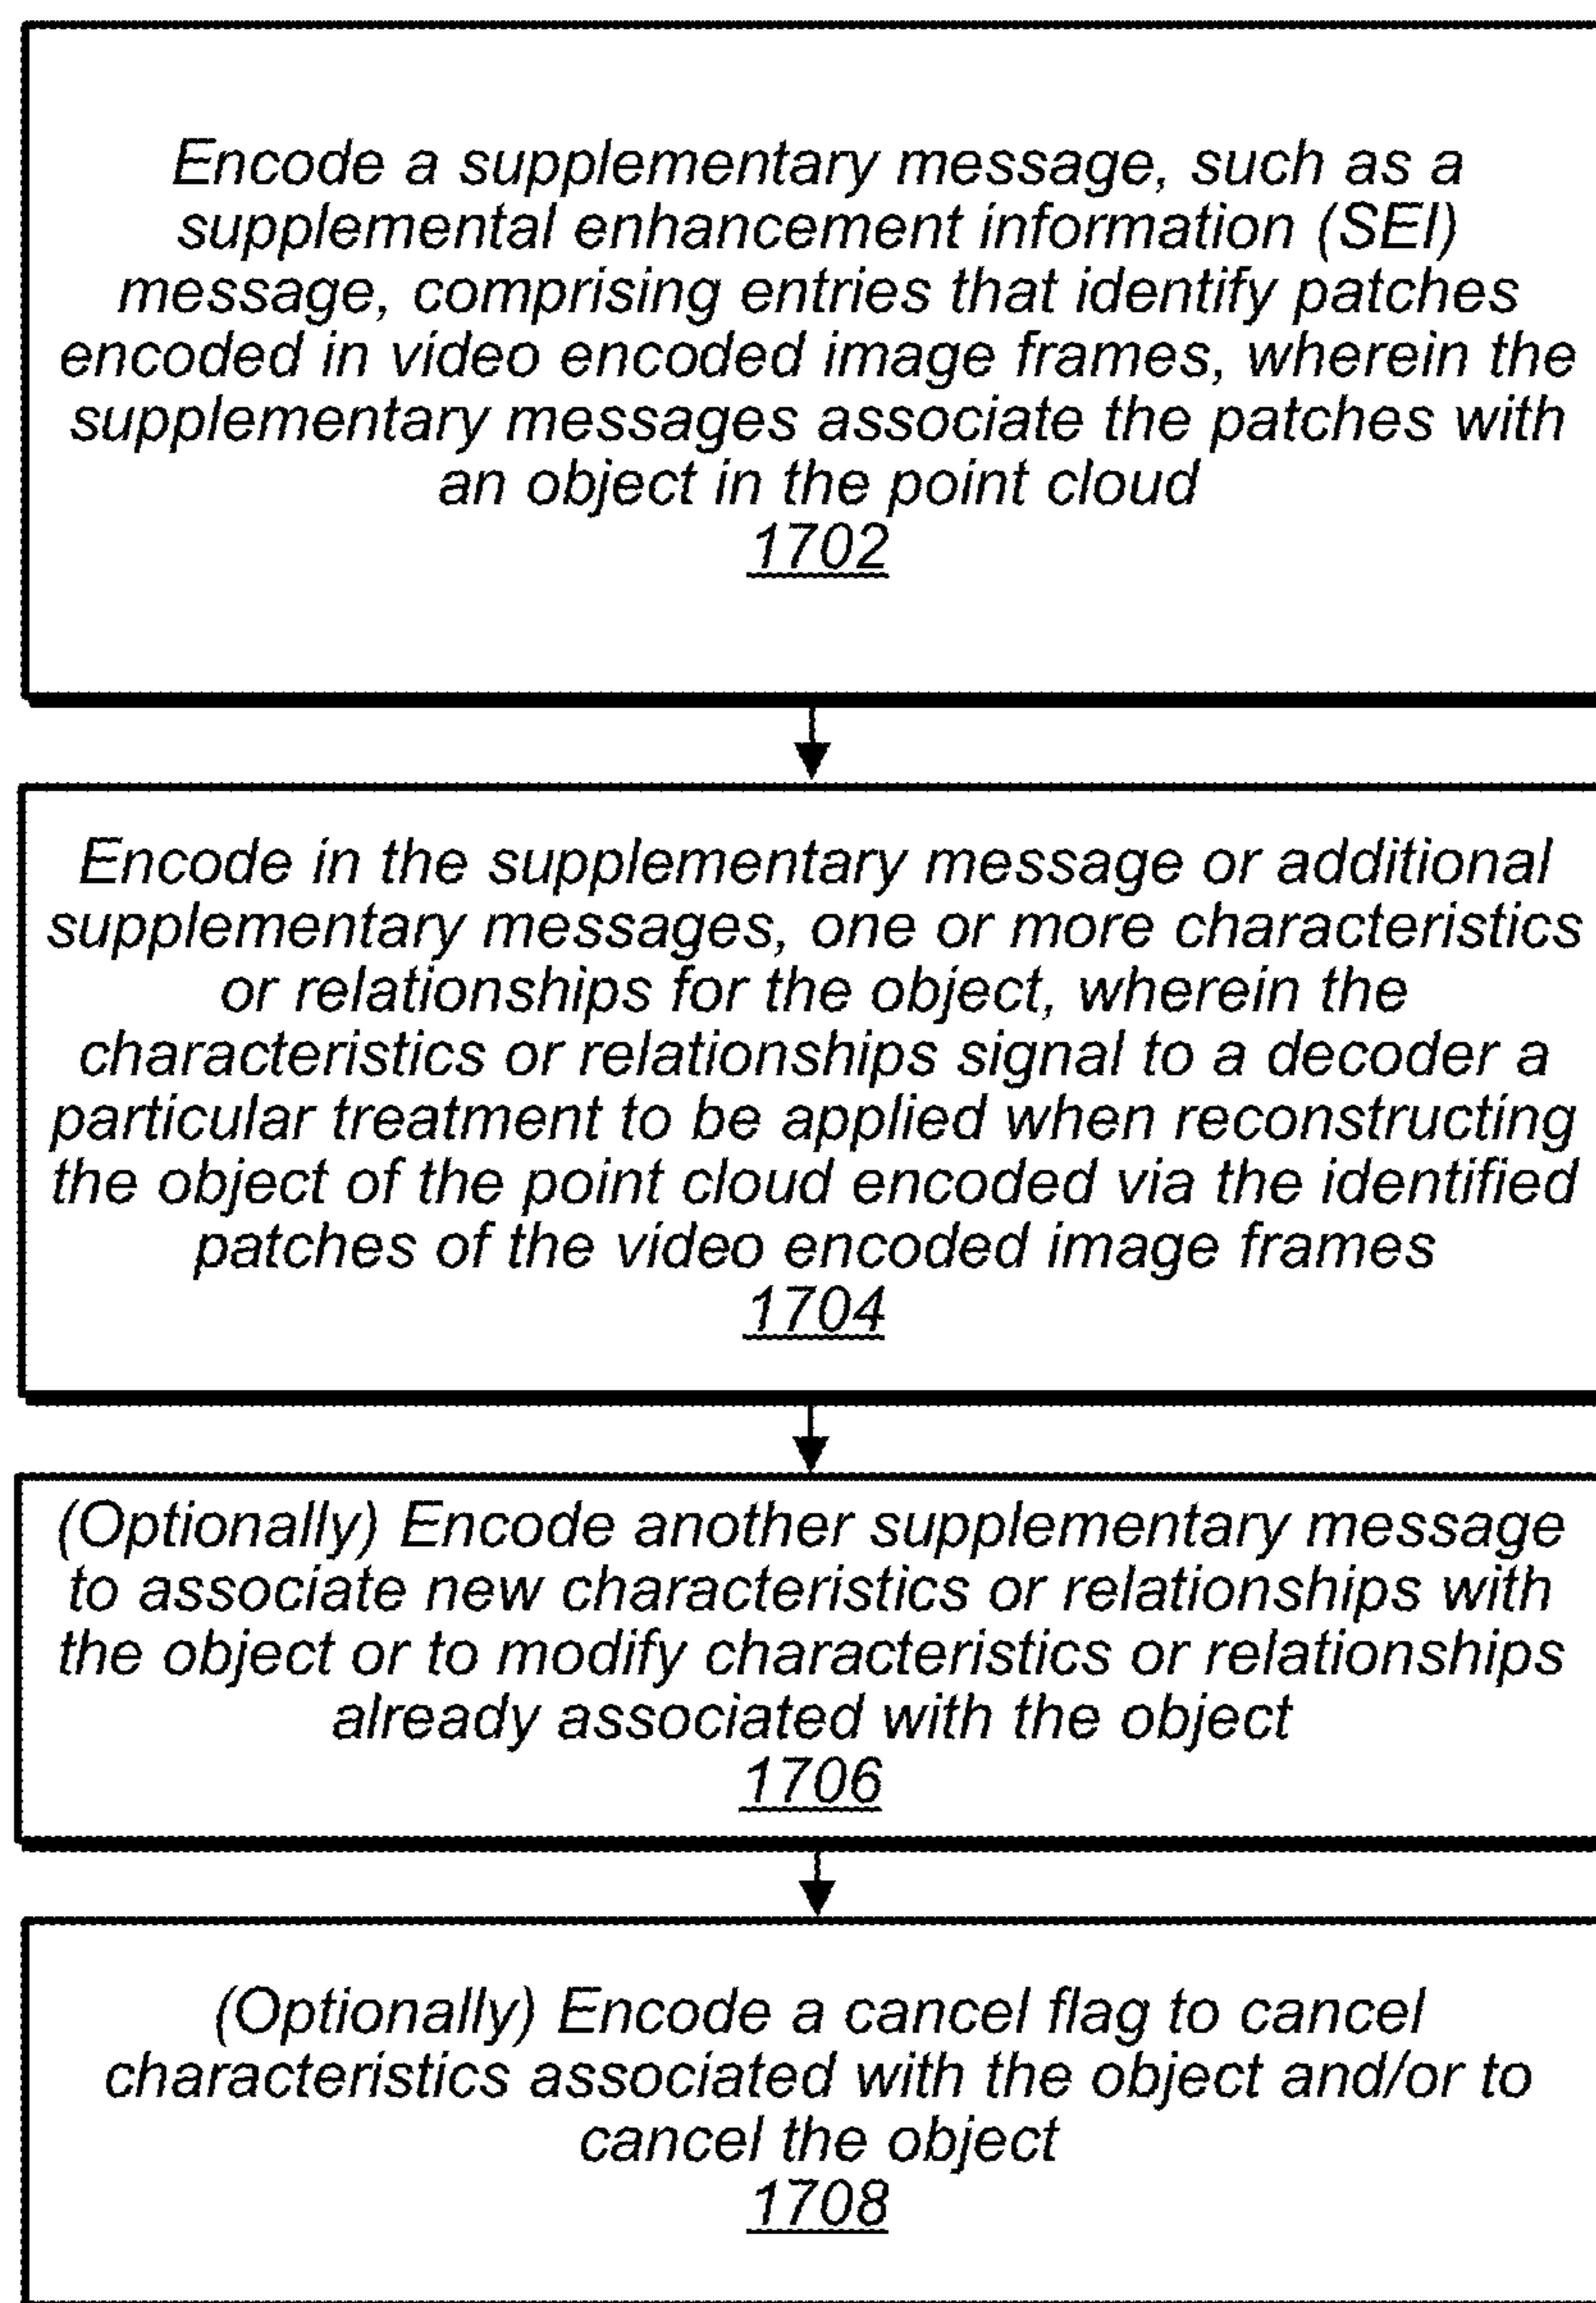 Encode a supplementary message, such as a
supplemental enhancement information (SEI)
message, comprising entries that identify patches
encoded in video encoded image frames, wherein the
supplementary messages associate the patches with
an object in the point cloud
1702
Encode in the supplementary message or additional
supplementary messages, one or more characteristics
or relationships for the object, wherein the
characteristics or relationships signal to a decoder a
particular treatment to be applied when reconstructing
the object of the point cloud encoded via the identified
patches of the video encoded image frames
1704
(Optionally) Encode another supplementary message
to associate new characteristics or relationships with
the object or to modify characteristics or relationships
already associated with the object
1706
(Optionally) Encode a cancel flag to cancel
characteristics associated with the object and/or to
cancel the object
1708